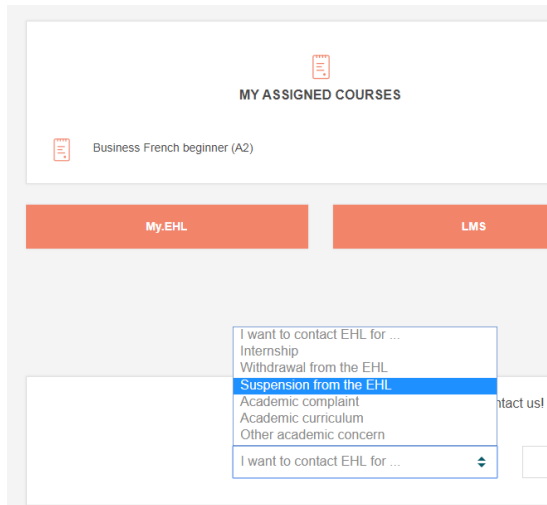 MY ASSIGNED COURSES
Business French beginner (A2)
My.EHL
LMS
I want to contact EHL for ...
Internship
Withdrawal from the EHL
Suspension from the EHL
Academic complaint
Academic curriculum
Other academic concern
us!
I want to contact EHL for ...